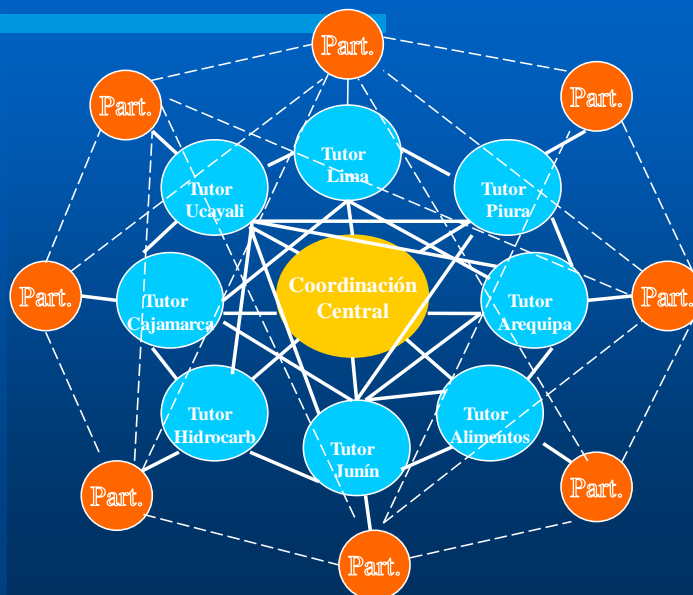 Part.
Part.
Part.
Tutor
Lima
Tutor
Ucayali
Tutor
Piura
Coordinación
Central
Part.
Tutor
Cajamarca
Tutor
Arequipa
Part.
Tutor
Hidrocarb
Tutor
Alimentos
Tutor
Junín
Part.
Part.
Part.